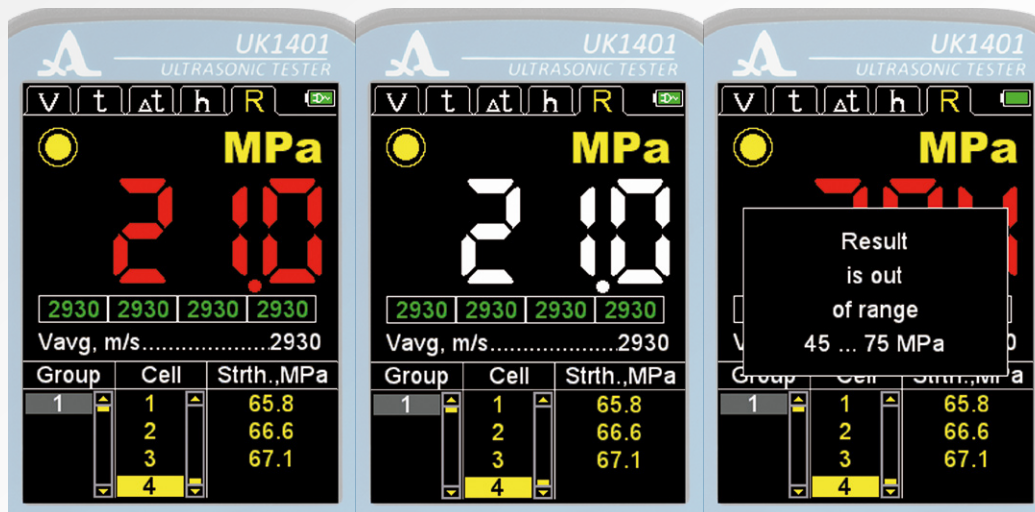 UK1401
ULTRASONIC TESTER
V t Δt h R
MPa
21.0
2930 2930 2930 2930
Vavg, m/s...................2930
Group Cell Strth.,MPa
1 1 65.8
2 66.6
3 67.1
4
UK1401
ULTRASONIC TESTER
V t Δt h R
MPa
21.0
2930 2930 2930 2930
Vavg, m/s...................2930
Group Cell Strth.,MPa
1 1 65.8
2 66.6
3 67.1
4
UK1401
ULTRASONIC TESTER
V t Δt h R
MPa
Result
is out
of range
45 ... 75 MPa
Group Cell Strth.,MPa
1 1 65.8
2 66.6
3 67.1
4